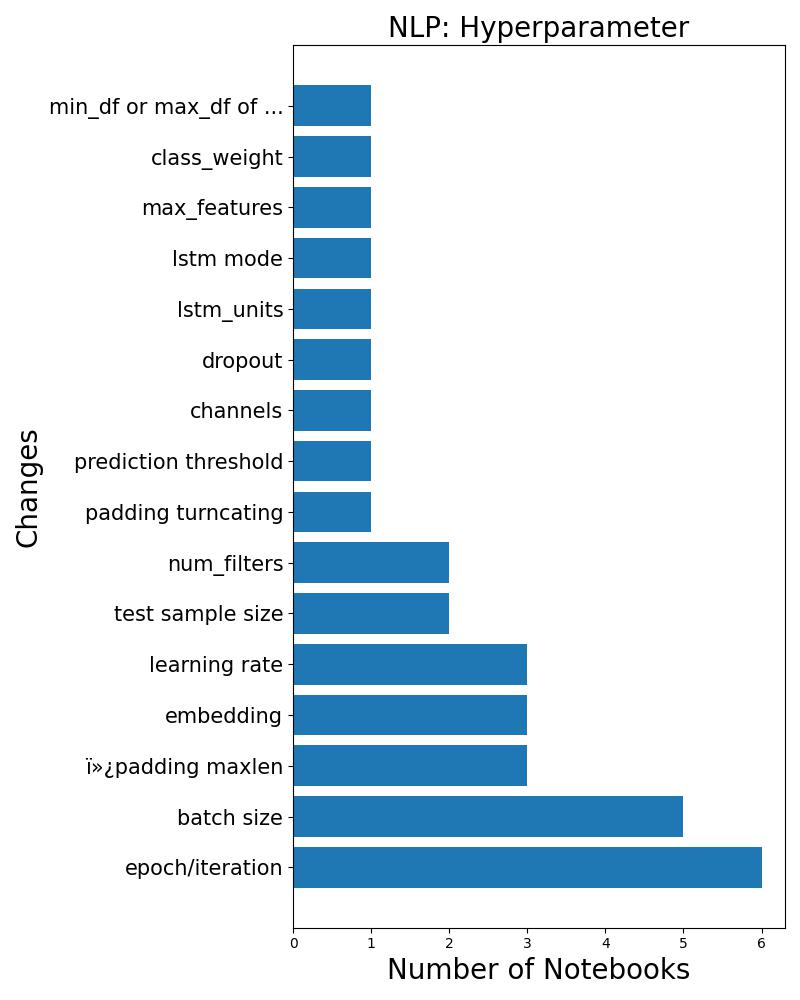 NLP: Hyperparameter
min_df or max_df of ...
class_weight
max_features
lstm mode
lstm_units
dropout
channels
prediction threshold
padding turncating
num_filters
test sample size
learning rate
embedding
ï»¿padding maxlen
batch size
epoch/iteration
Changes
0 1 2 3 4 5 6
Number of Notebooks